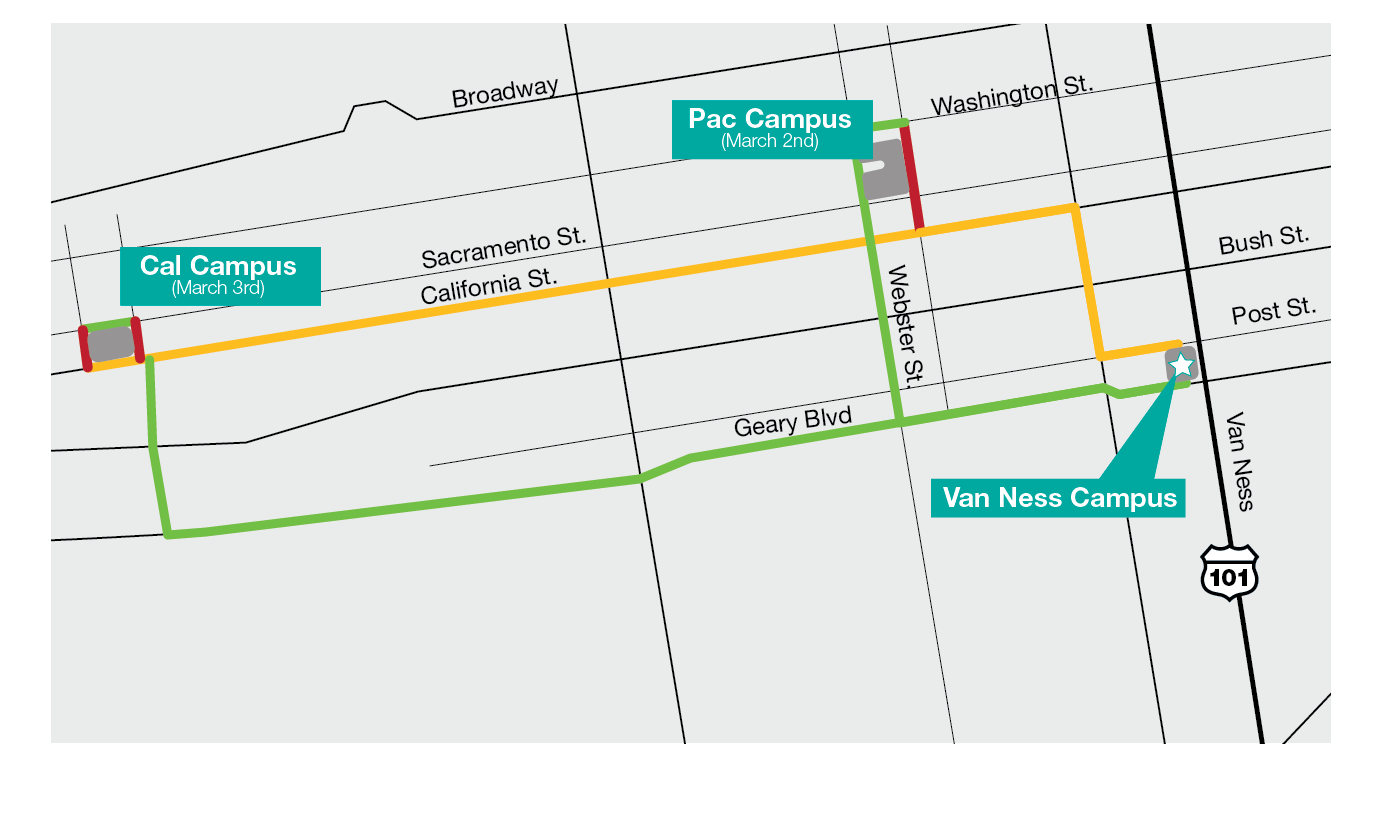 Broadway
Washington St.
Pac Campus
(March 2nd)
Sacramento St.
Bush St.
Cal Campus
(March 3rd)
California St.
Webster St.
Post St.
Geary Blvd
Van Ness
Van Ness Campus
101